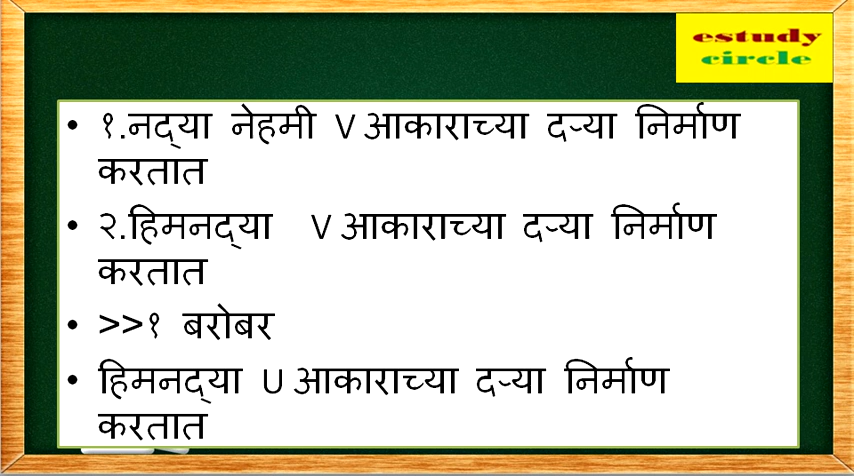 estudy
circle
• १.नद्‌या नेहमी V आकाराच्या दऱ्या निर्माण
करतात
• २.हिमनद्‌या V आकाराच्या दऱ्या निर्माण
करतात
• >>१ बरोबर
• हिमनद्‌या U आकाराच्या दऱ्या निर्माण
करतात